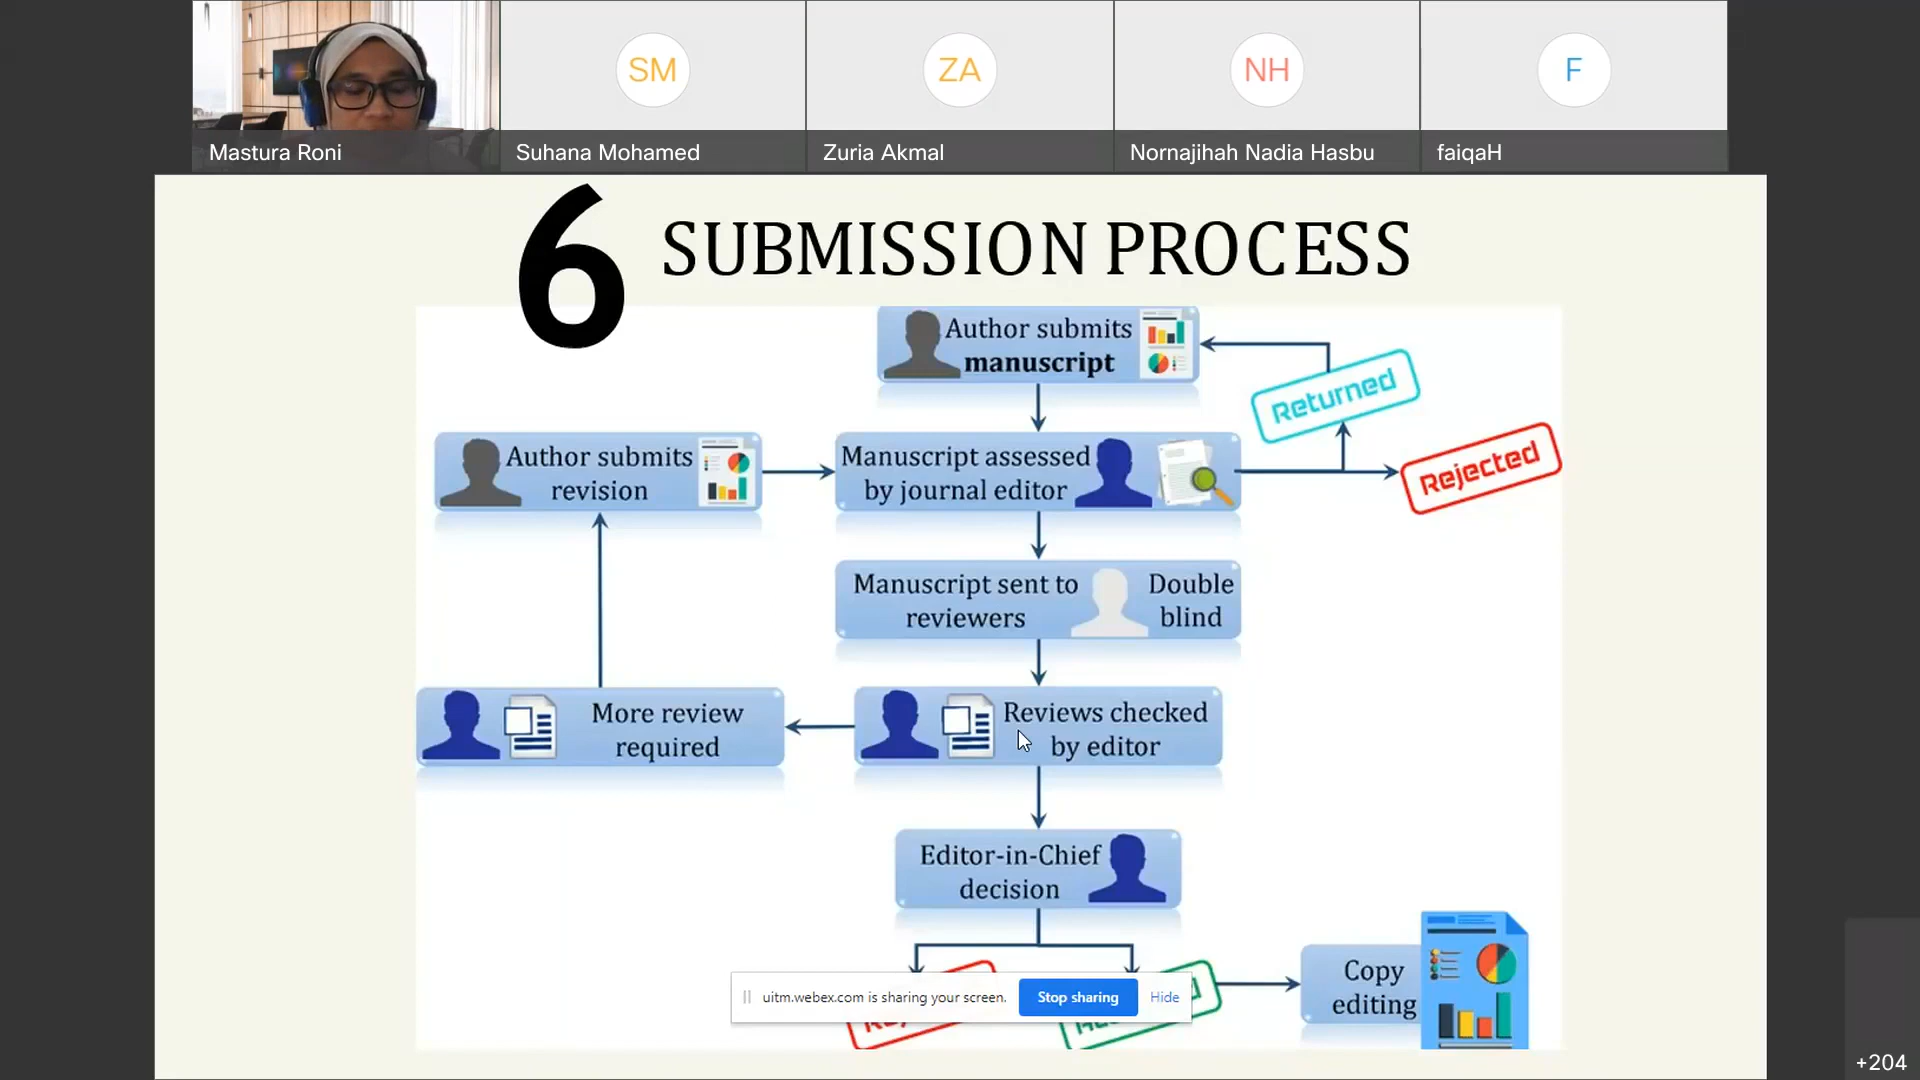 SM
ZA
NH
F
Mastura Roni
Suhana Mohamed
Zuria Akmal
Nornajihah Nadia Hasbu
faiqaH
6 SUBMISSION PROCESS
Author submits
manuscript
Returned
Rejected
Author submits
revision
Manuscript assessed
by journal editor
Manuscript sent to
reviewers
Double
blind
More review
required
Reviews checked
by editor
Editor-in-Chief
decision
Copy
editing
uitm.webex.com is sharing your screen.
Stop sharing
Hide
+204